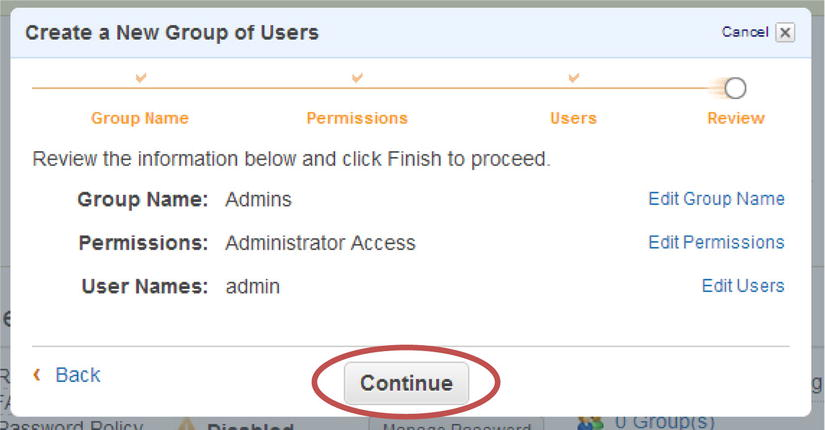 Create a New Group of Users Cancel
Group Name Permissions Users Review
Review the information below and click Finish to proceed.
Group Name: Admins Edit Group Name
Permissions: Administrator Access Edit Permissions
User Names: admin Edit Users
Back
Continue
Password Policy Disabled Manage Password 0 Group(s)